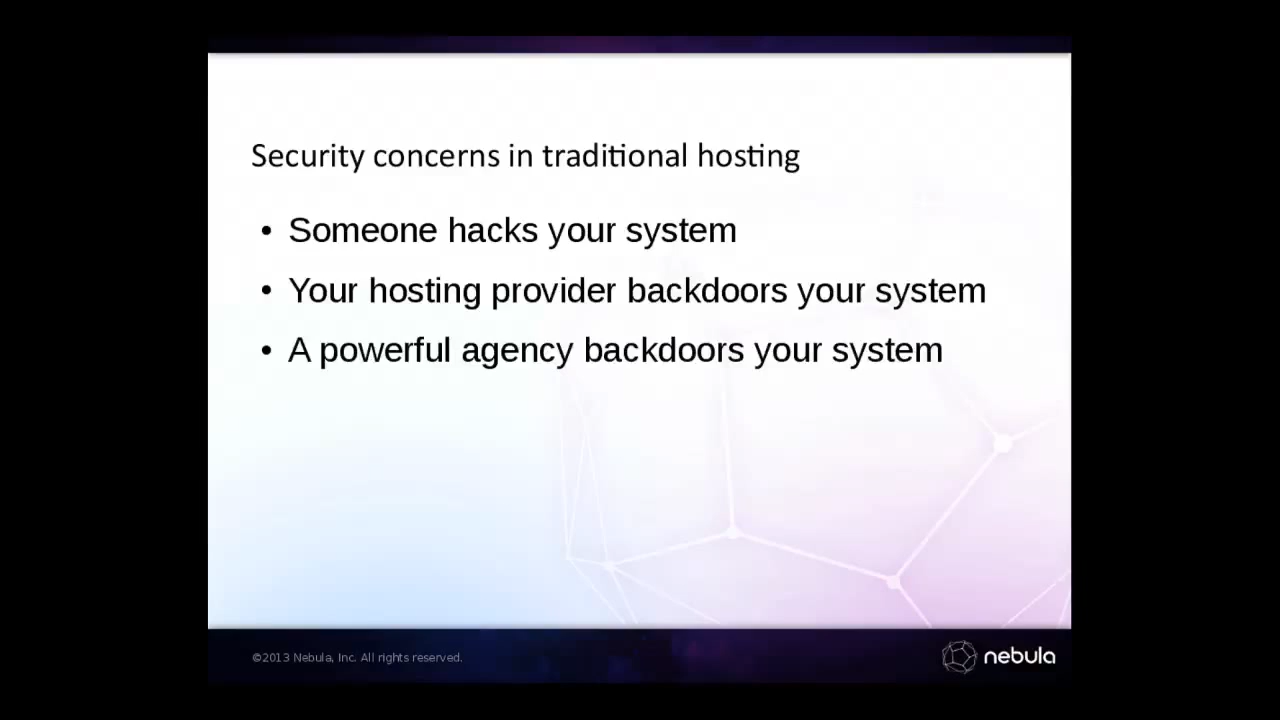 Security concerns in traditional hosting
• Someone hacks your system
• Your hosting provider backdoors your system
• A powerful agency backdoors your system
©2013 Nebula, Inc. All rights reserved.
nebula